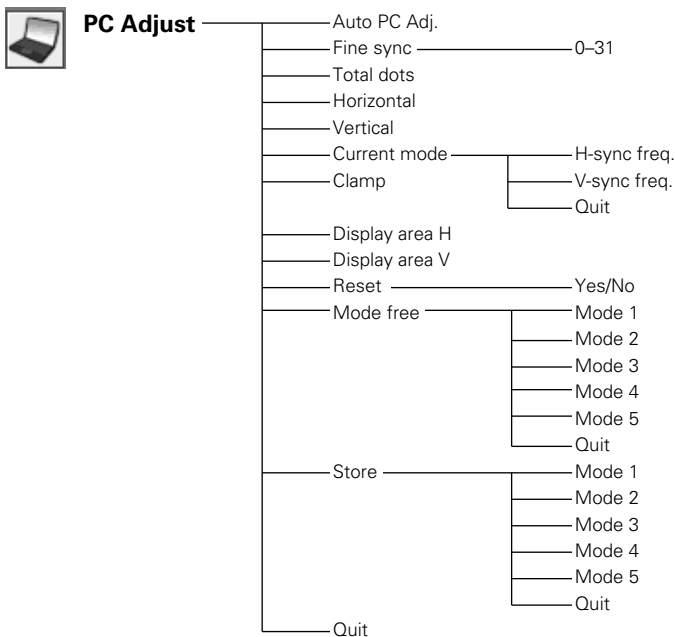 PC Adjust
Auto PC Adj.
Fine sync 0–31
Total dots
Horizontal
Vertical
Current mode H-sync freq.
Clamp V-sync freq.
Quit
Display area H
Display area V
Reset Yes/No
Mode free Mode 1
Mode 2
Mode 3
Mode 4
Mode 5
Quit
Store Mode 1
Mode 2
Mode 3
Mode 4
Mode 5
Quit
Quit